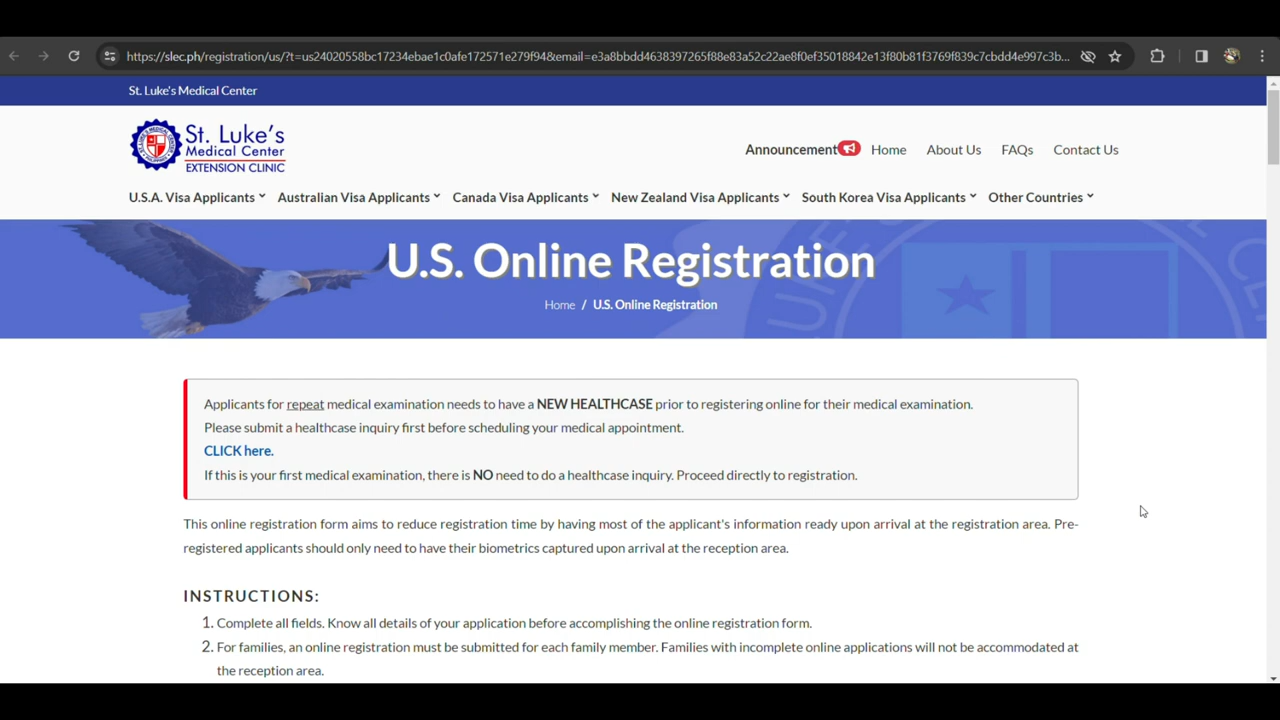 https://slec.ph/registration/us/?t=us24020558bc17234ebae1c0afe172571e279f94&email=e3a8bbdd4638397265f88e83a52c22ae8f0ef35018842e13f80b81f3769f839c7cbdd4e997c3b...
St. Luke's Medical Center
St. Luke's
Medical Center
EXTENSION CLINIC
Announcement Home About Us FAQs Contact Us
U.S.A. Visa Applicants Australian Visa Applicants Canada Visa Applicants New Zealand Visa Applicants South Korea Visa Applicants Other Countries
U.S. Online Registration
Home / U.S. Online Registration
Applicants for repeat medical examination needs to have a NEW HEALTHCASE prior to registering online for their medical examination.
Please submit a healthcase inquiry first before scheduling your medical appointment.
CLICK here.
If this is your first medical examination, there is NO need to do a healthcase inquiry. Proceed directly to registration.
This online registration form aims to reduce registration time by having most of the applicant's information ready upon arrival at the registration area. Pre-
registered applicants should only need to have their biometrics captured upon arrival at the reception area.
INSTRUCTIONS:
1. Complete all fields. Know all details of your application before accomplishing the online registration form.
2. For families, an online registration must be submitted for each family member. Families with incomplete online applications will not be accommodated at
the reception area.